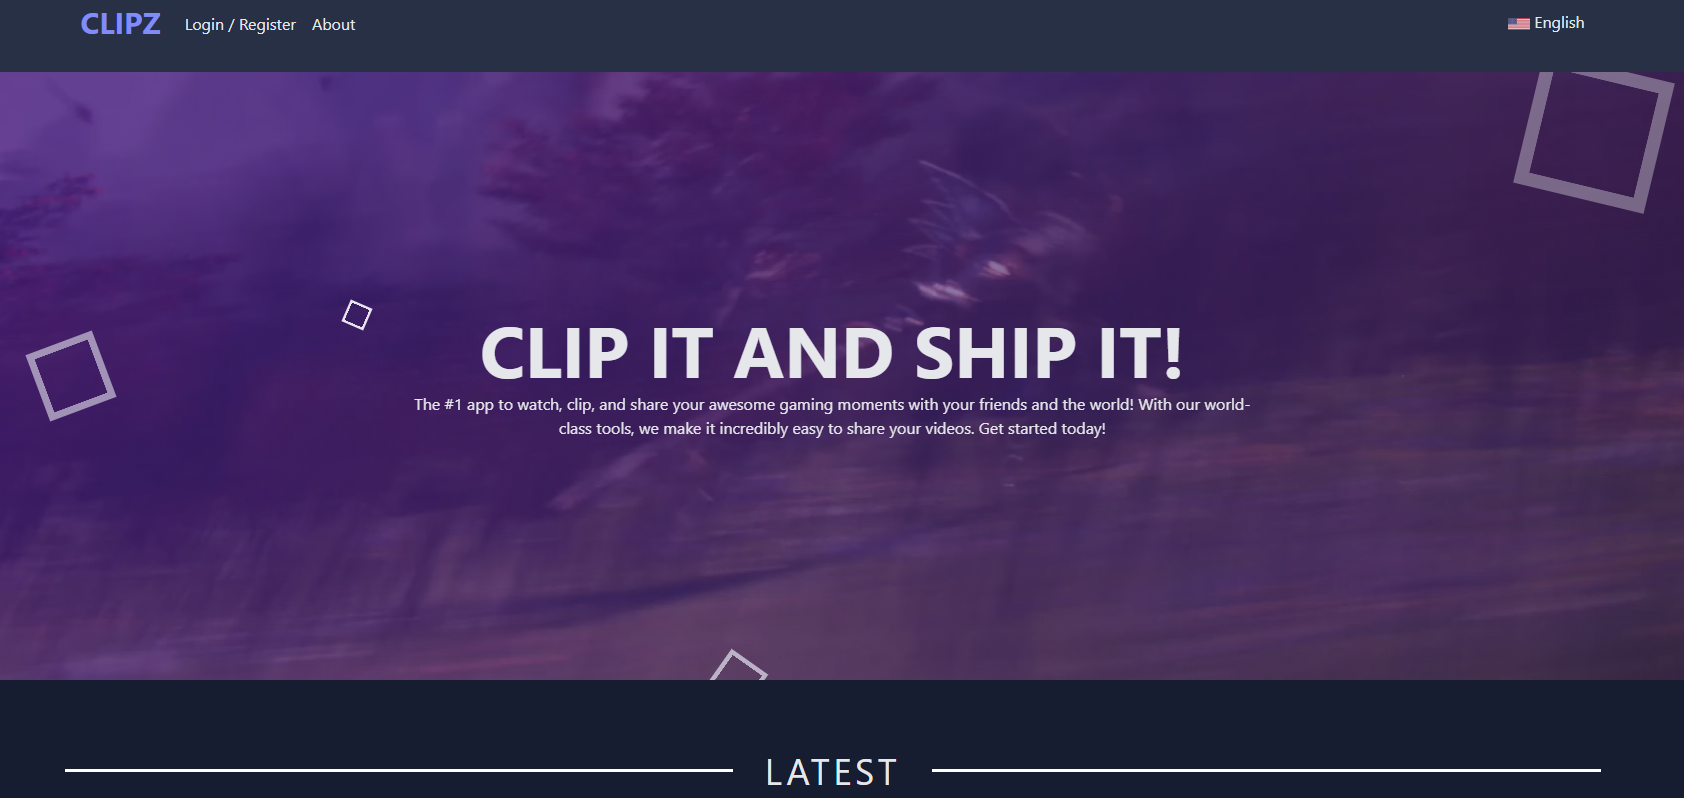 CLIPZ Login / Register About English
CLIP IT AND SHIP IT!
The #1 app to watch, clip, and share your awesome gaming moments with your friends and the world! With our world-
class tools, we make it incredibly easy to share your videos. Get started today!
LATEST